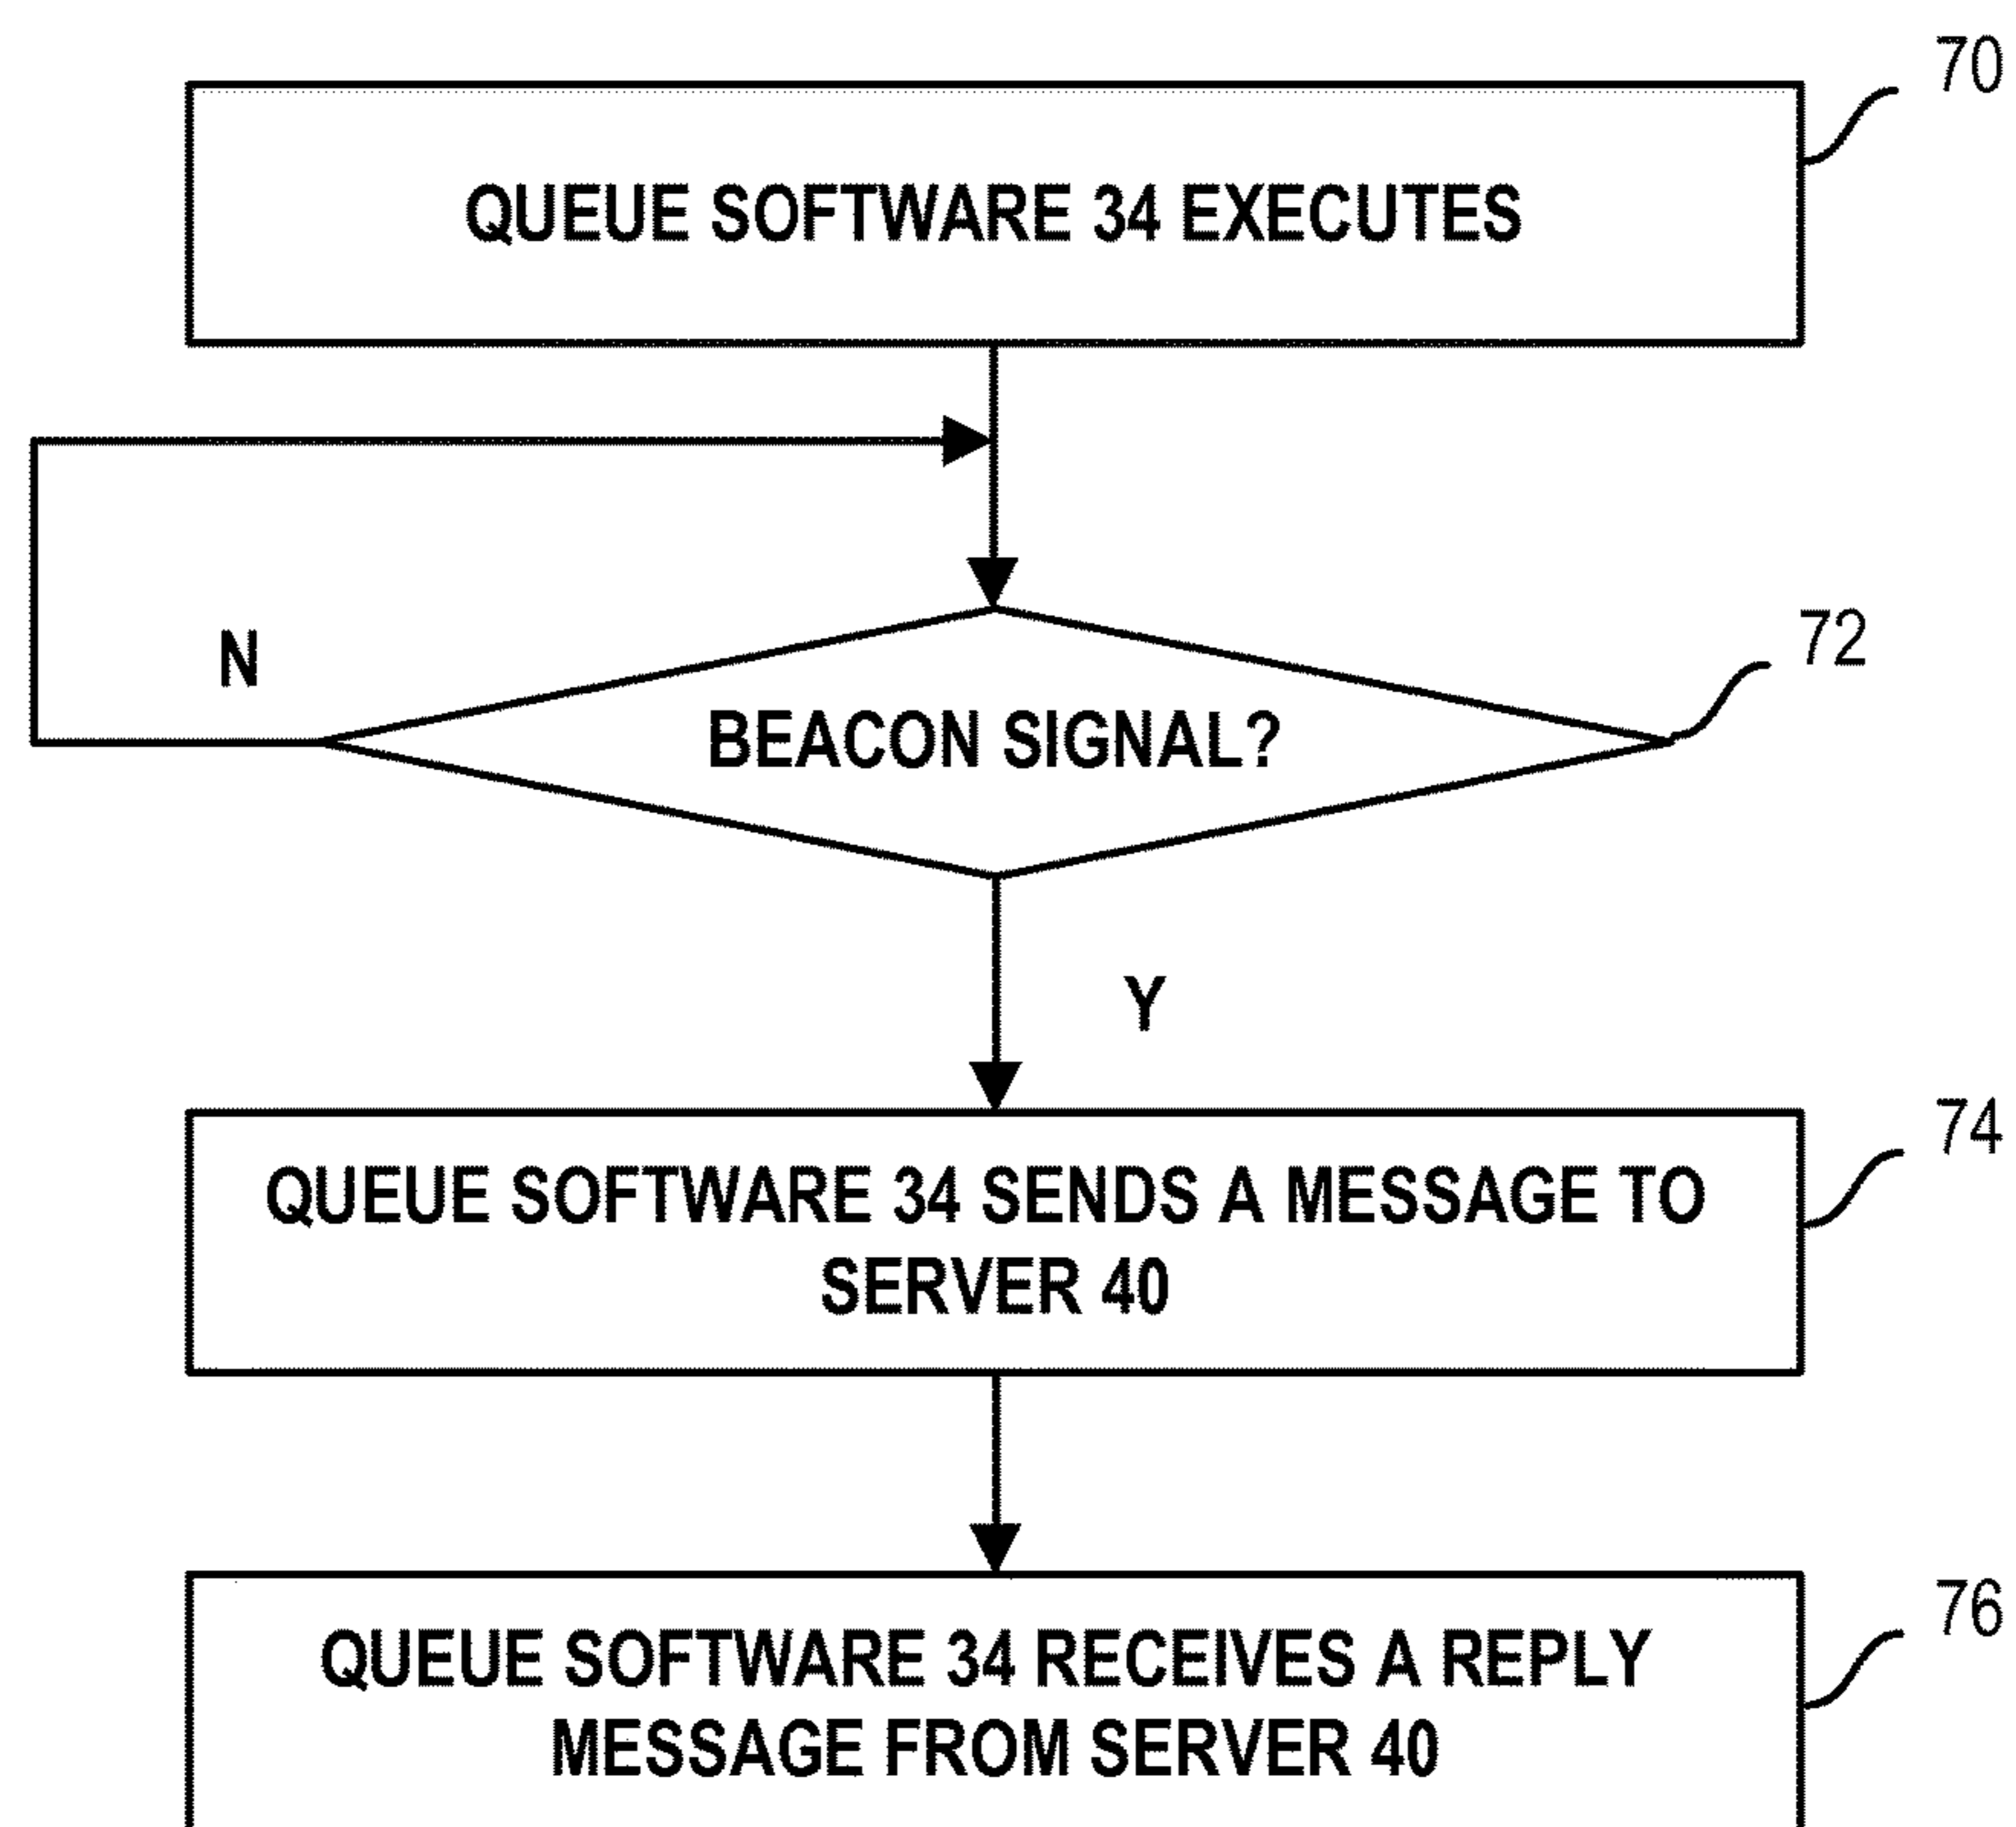 70
QUEUE SOFTWARE 34 EXECUTES
N
72
BEACON SIGNAL?
Y
74
QUEUE SOFTWARE 34 SENDS A MESSAGE TO
SERVER 40
76
QUEUE SOFTWARE 34 RECEIVES A REPLY
MESSAGE FROM SERVER 40